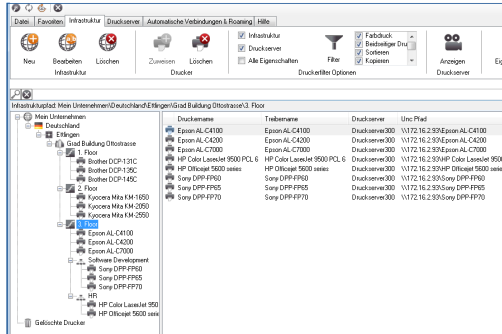 Datei Favoriten Infrastruktur Druckserver Automatische Verbindungen & Roaming Hilfe
Neu Bearbeiten Löschen
Infrastruktur
Zuweisen Löschen
Drucker
Infrastruktur
Druckserver
Alle Eigenschaften
Filter
Farbdruck
Beidseitiger Dru
Sortieren
Kopieren
Druckerfilter Optionen
Anzeigen
Druckserver
Eig
Infrastrukturpfad: Mein Unternehmen\Deutschland\Ettlingen\Grad Buildung Ottostrasse\3. Floor
Mein Unternehmen
Deutschland
Ettlingen
Grad Buildung Ottostrasse
1. Floor
Brother DCP-131C
Brother DCP-135C
Brother DCP-145C
2. Floor
Kyocera Mita KM-1650
Kyocera Mita KM-2050
Kyocera Mita KM-2550
3. Floor
Epson AL-C4100
Epson AL-C4200
Epson AL-C7000
Software Development
Sony DPP-FP60
Sony DPP-FP65
Sony DPP-FP70
HR
HP Color LaserJet 950
HP Officejet 5600 serie
Gelöschte Drucker
Druckername Treibername Druckserver Unc Pfad
Epson AL-C4100 Epson AL-C4100 Druckserver300 \\172.16.2.93\Epson AL-C4100
Epson AL-C4200 Epson AL-C4200 Druckserver300 \\172.16.2.93\Epson AL-C4200
Epson AL-C7000 Epson AL-C7000 Druckserver300 \\172.16.2.93\Epson AL-C7000
HP Color LaserJet 9500 PCL 6 HP Color LaserJet 9500 PCL 6 Druckserver300 \\172.16.2.93\HP Color LaserJet 950
HP Officejet 5600 series HP Officejet 5600 series Druckserver300 \\172.16.2.93\HP Officejet 5600 serie
Sony DPP-FP60 Sony DPP-FP60 Druckserver300 \\172.16.2.93\Sony DPP-FP60
Sony DPP-FP65 Sony DPP-FP65 Druckserver300 \\172.16.2.93\Sony DPP-FP65
Sony DPP-FP70 Sony DPP-FP70 Druckserver300 \\172.16.2.93\Sony DPP-FP70